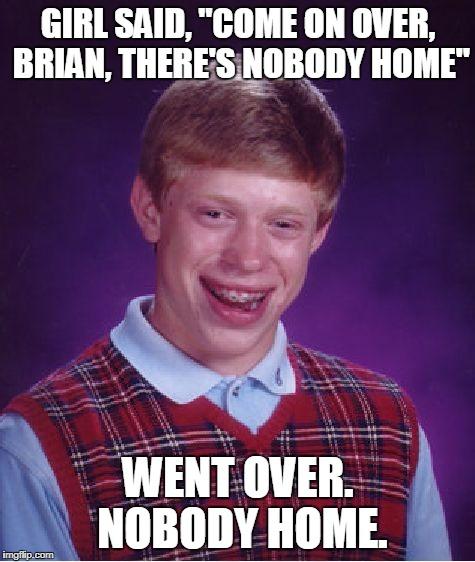 GIRL SAID, "COME ON OVER,
BRIAN, THERE'S NOBODY HOME"
WENT OVER.
NOBODY HOME.
imgflip.com